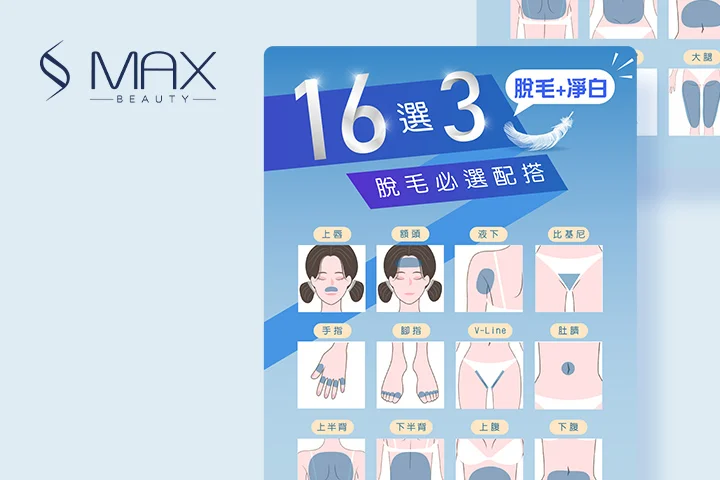 MAX
BEAUTY
16選3
脫毛+淨白
脫毛必選配搭
上唇 額頭 液下 比基尼
手指 腳指 V-Line 肚臍
上半背 下半背 上腹 下腹
大腿